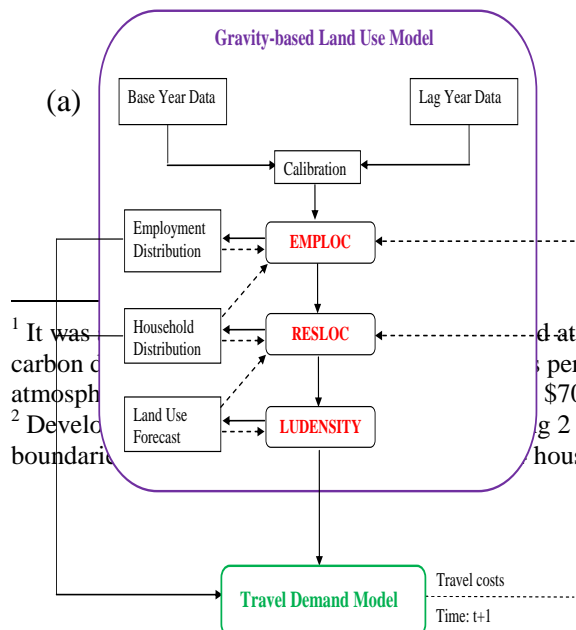 Gravity-based Land Use Model
(a)
Base Year Data
Lag Year Data
Calibration
Employment
Distribution
EMPLOC
Household
Distribution
RESLOC
Land Use
Forecast
LUDENSITY
1 It was
carbon d
atmosph
2 Develo
boundari
d at
per
$70
g 2
hous
Travel Demand Model
Travel costs
Time: t+1